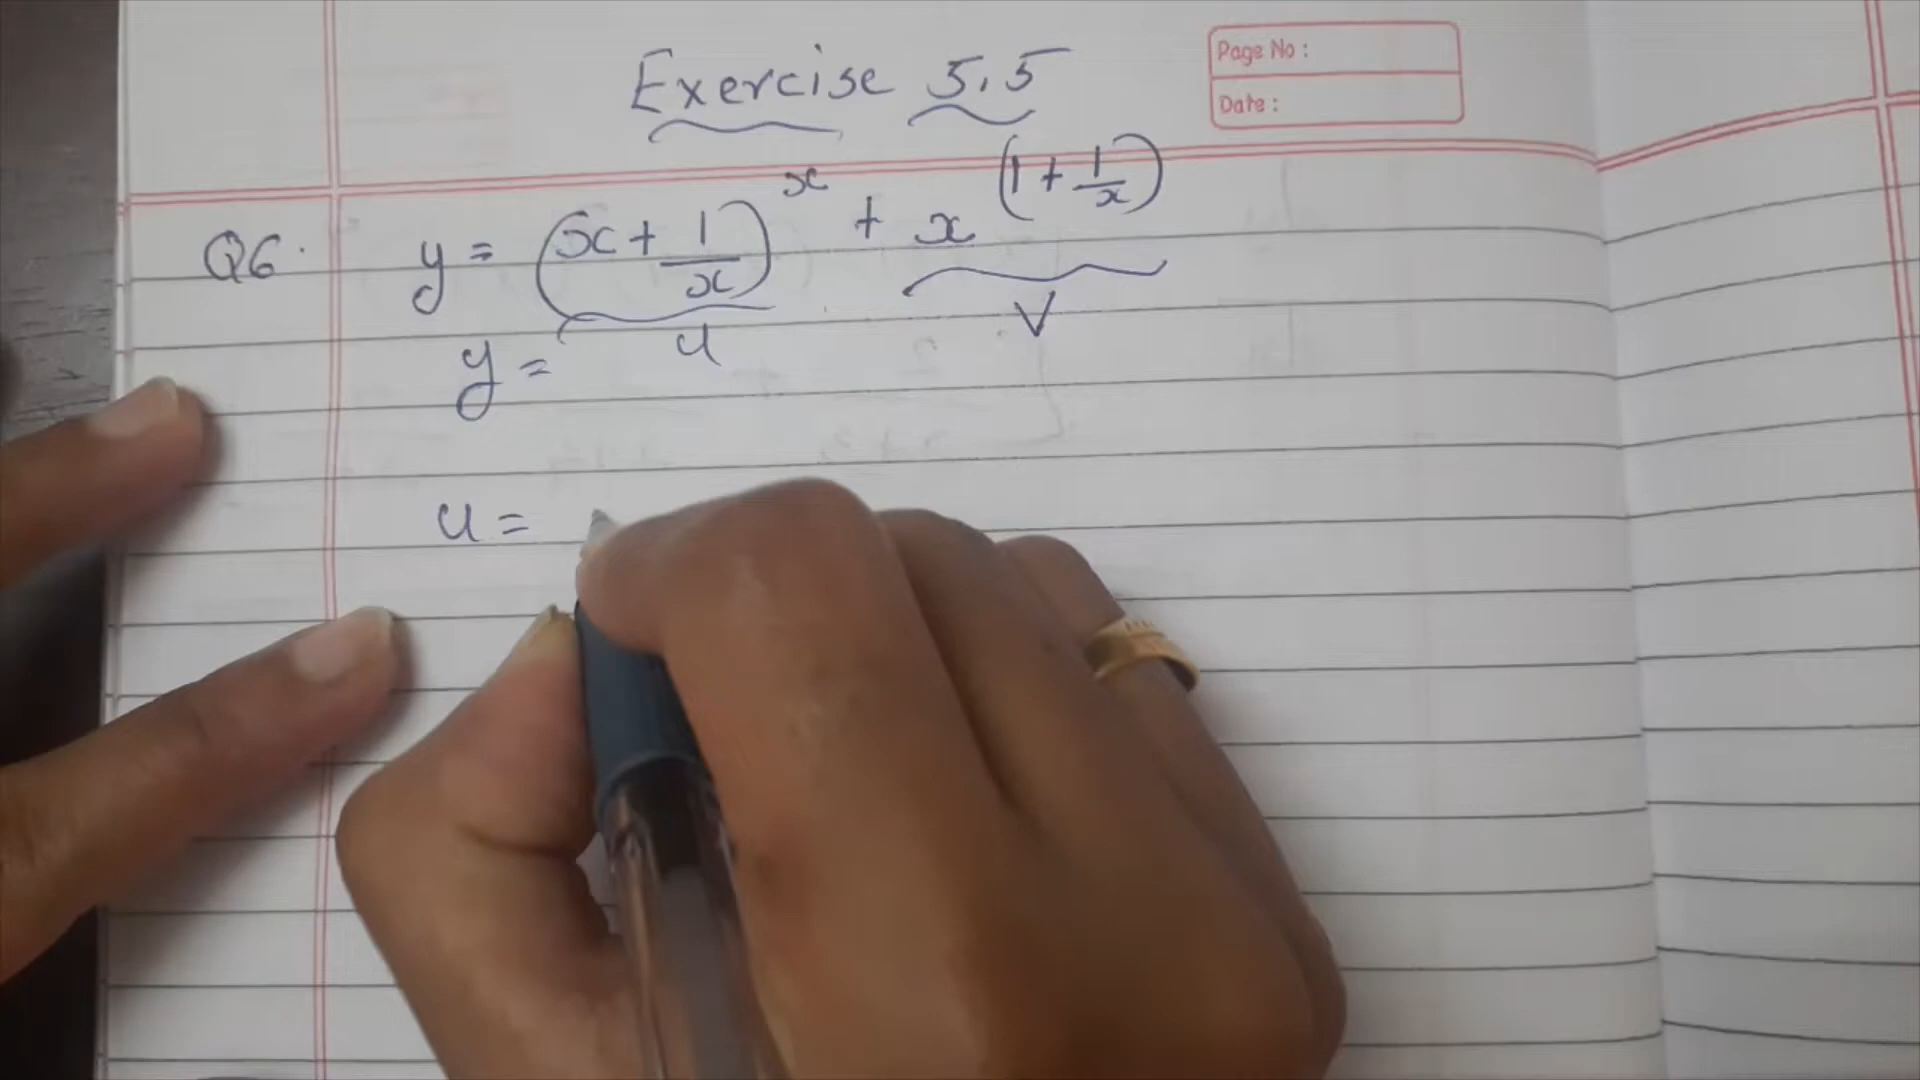 Exercise 5.5
Page No :
Date :
Q6. y = (x + 1/x)^x + x^(1 + 1/x)
u V
y =
u =